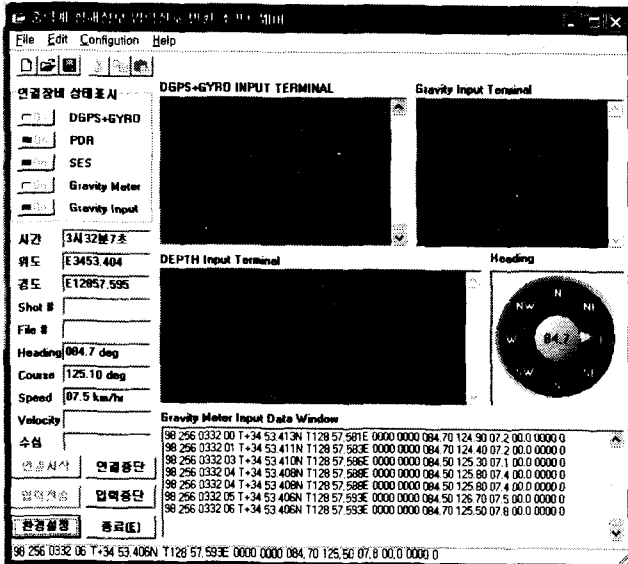 File Edit Configution Help
연결장비 상태표시
DGPS+GYRO
PDR
SES
Gravity Meter
Gravity Input
DGPS+GYRO INPUT TERMINAL
Gravity Input Terminal
시간 3시32분7초
위도 E3453.404
경도 E12857.595
Shot #
File #
Heading 084.7 deg
Course 125.10 deg
Speed 07.5 km/hr
Velocity
수심
DEPTH Input Terminal
Heading
N
NE
E
SE
S
SW
W
NW
84.7
Gravity Meter Input Data Window
98 256 0332 00 T+34 53.413N T128 57,581E 0000 0000 084,70 124,90 07,2 00,0 0000 0
98 256 0332 01 T+34 53.411N T128 57,583E 0000 0000 084,70 124,40 07,2 00,0 0000 0
98 256 0332 03 T+34 53.410N T128 57,586E 0000 0000 084,50 125,30 07,1 00,0 0000 0
98 256 0332 04 T+34 53 408N T128 57,588E 0000 0000 084,50 125,80 07,4 00,0 0000 0
98 256 0332 04 T+34 53 408N T128 57,588E 0000 0000 084,50 125,80 07,4 00,0 0000 0
98 256 0332 05 T+34 53 406N T128 57,593E 0000 0000 084,50 126,70 07,5 00,0 0000 0
98 256 0332 06 T+34 53 406N T128 57,593E 0000 0000 084,70 125,50 07,8 00,0 0000 0
연결시작 연결중단
입력전송 입력중단
환경설정 종료(E)
98 256 0332 06 T+34 53,406N T128 57,593E 0000 0000 084,70 125,50 07,8 00,0 0000 0